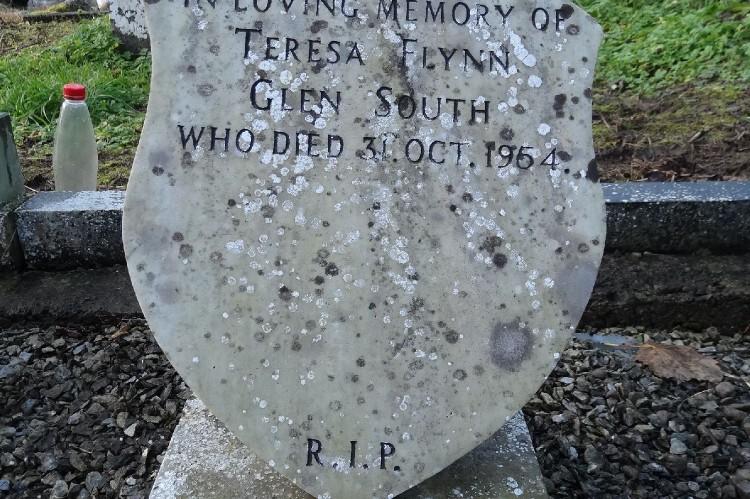 IN LOVING MEMORY OF
TERESA FLYNN
GLEN SOUTH
WHO DIED 31. OCT. 1954.
R.I.P.